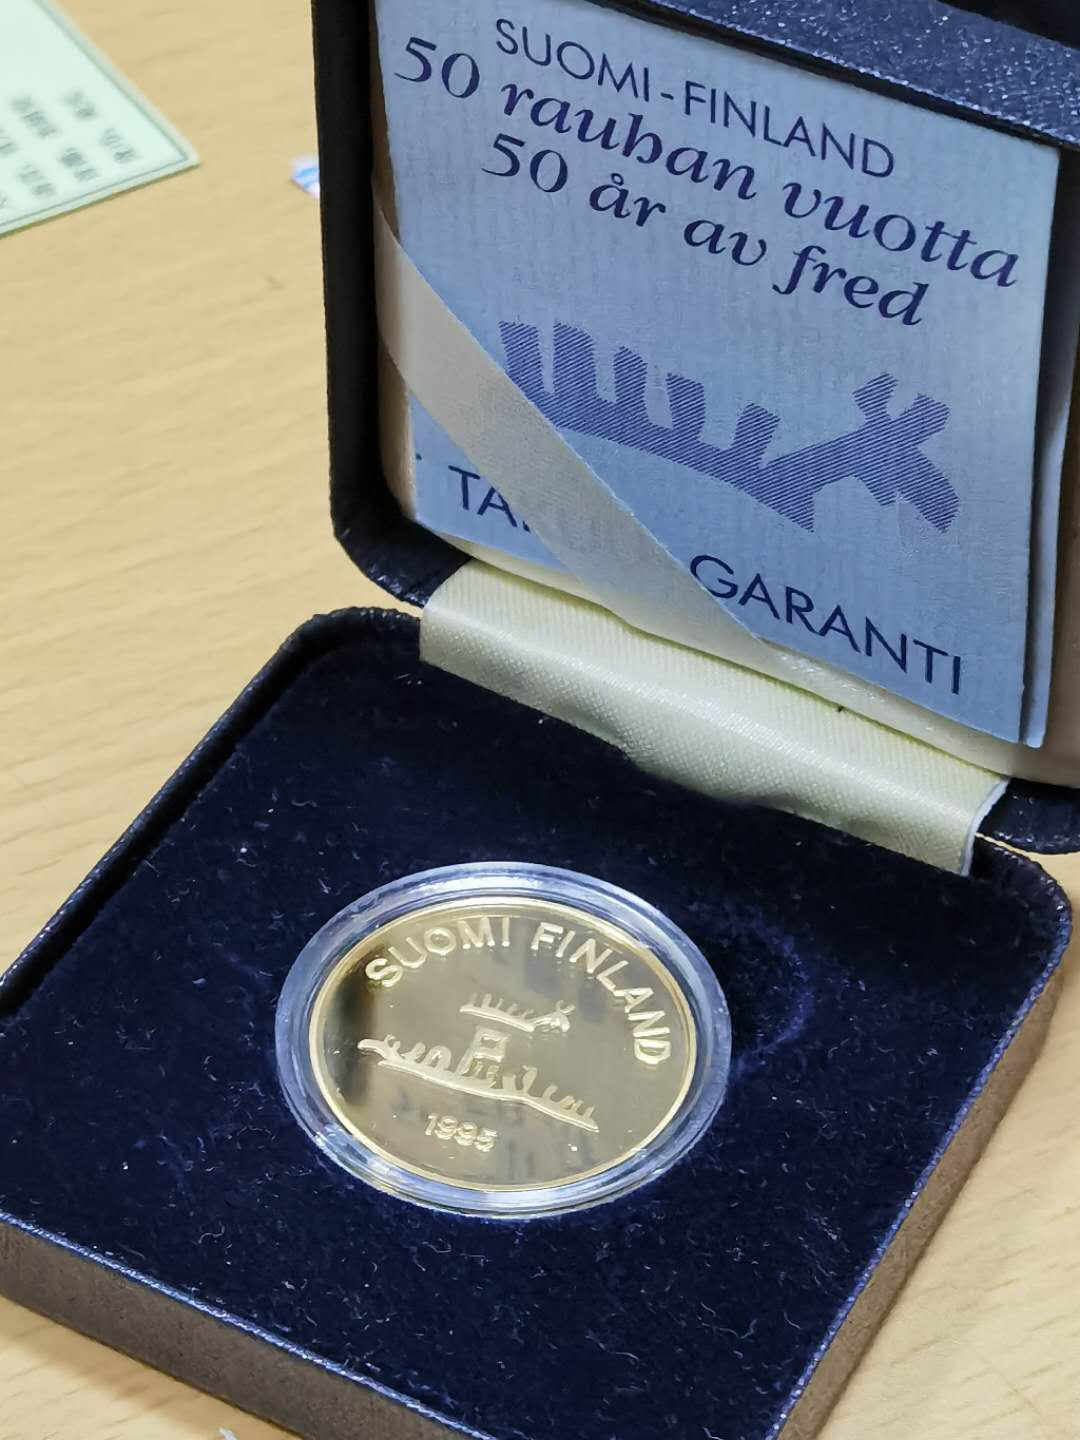 SUOMI-FINLAND
50 rauhan vuotta
50 år av fred
GARANTI
SUOMI FINLAND
1995